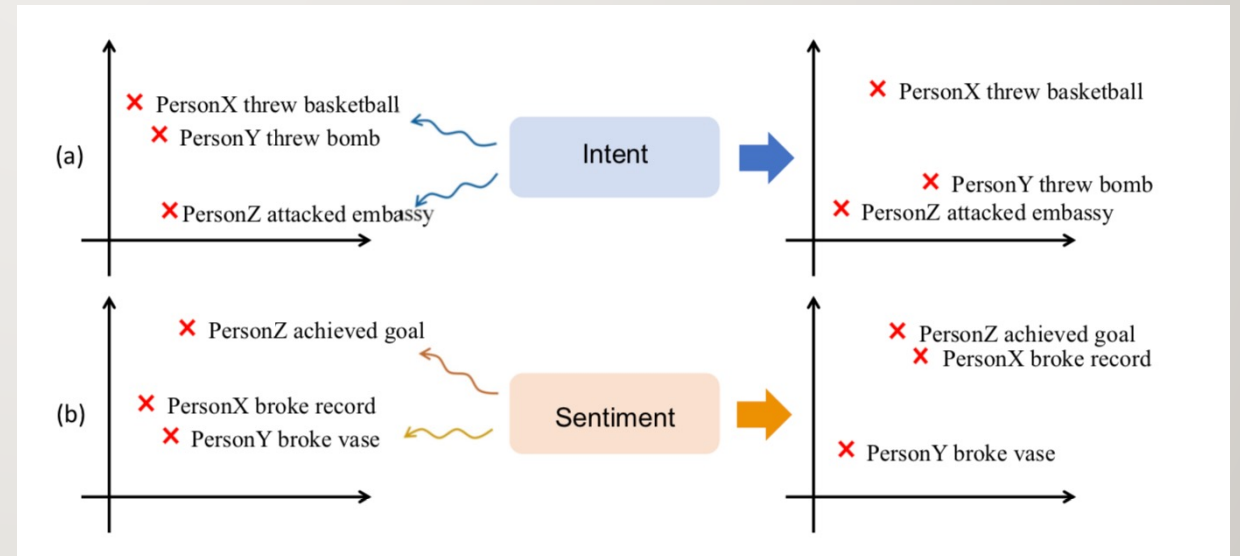 (a)
PersonX threw basketball
PersonY threw bomb
PersonZ attacked embassy
Intent
PersonX threw basketball
PersonY threw bomb
PersonZ attacked embassy
(b)
PersonZ achieved goal
PersonX broke record
PersonY broke vase
Sentiment
PersonZ achieved goal
PersonX broke record
PersonY broke vase